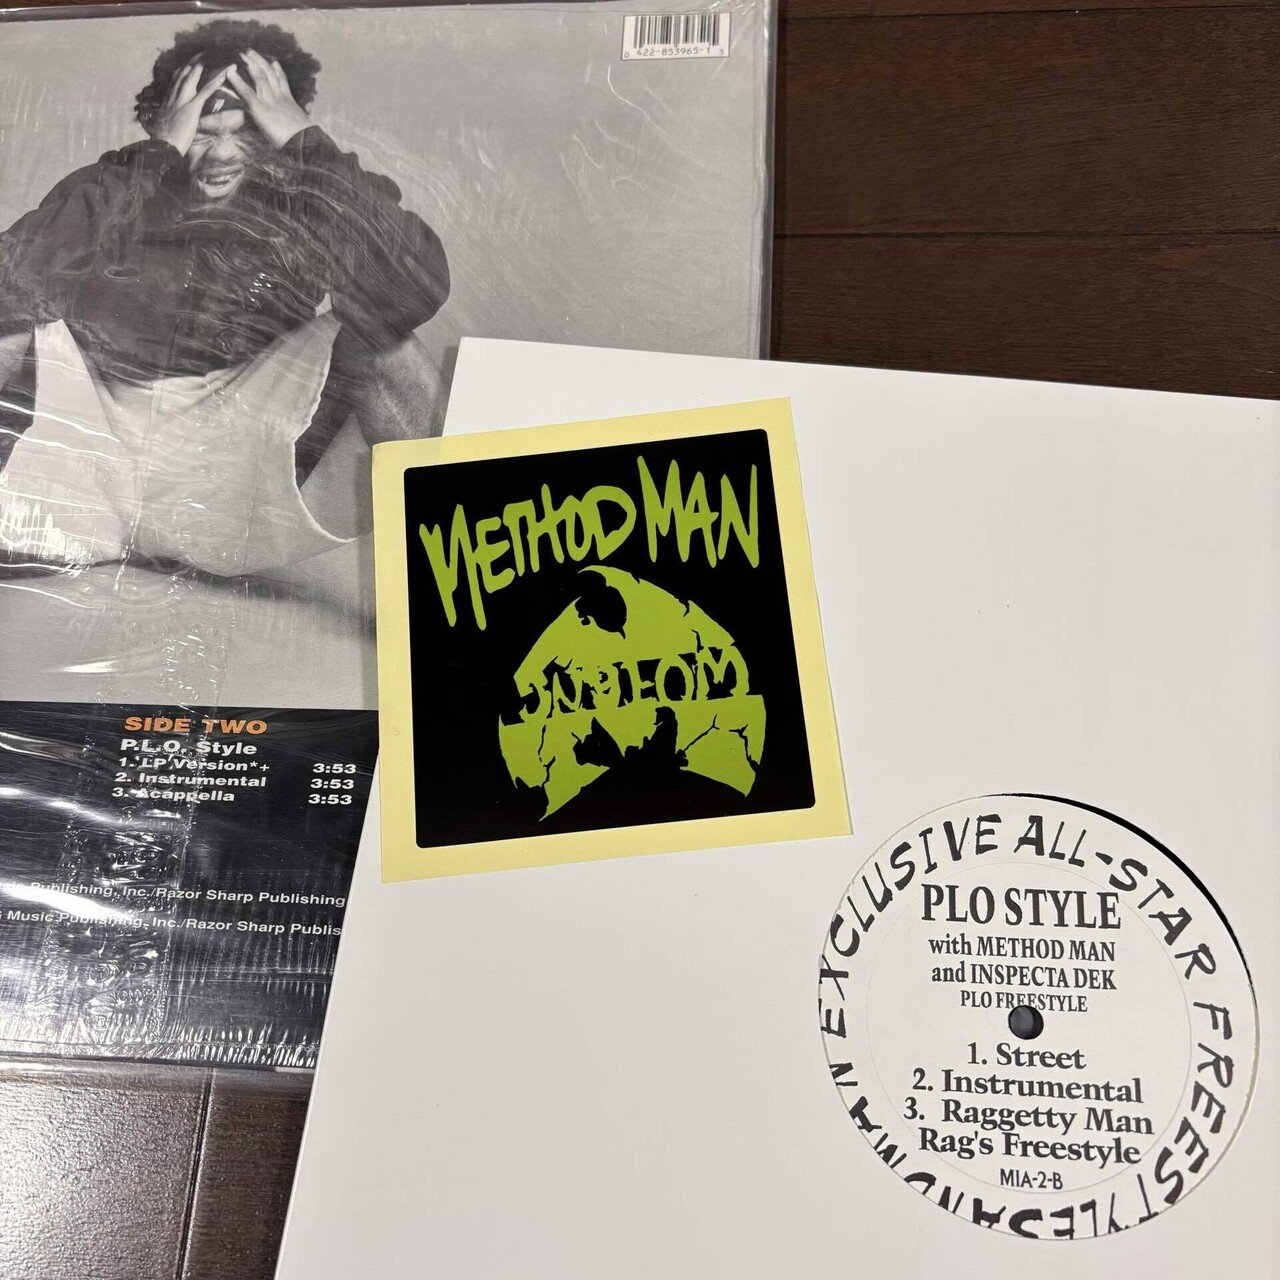 0 422-853965-1 5
SIDE TWO
P.L.O. Style
1. LP Version*+ 3:53
2. Instrumental 3:53
3. Acappella 3:53
Publishing, Inc./Razor Sharp Publishing
Music Publishing, Inc./Razor Sharp Publis
METHOD MAN
MAN EXCLUSIVE ALL-STAR FREESTYLES AND
PLO STYLE
with METHOD MAN
and INSPECTA DEK
PLO FREESTYLE
1. Street
2. Instrumental
3. Raggetty Man
Rag's Freestyle
MIA-2-B